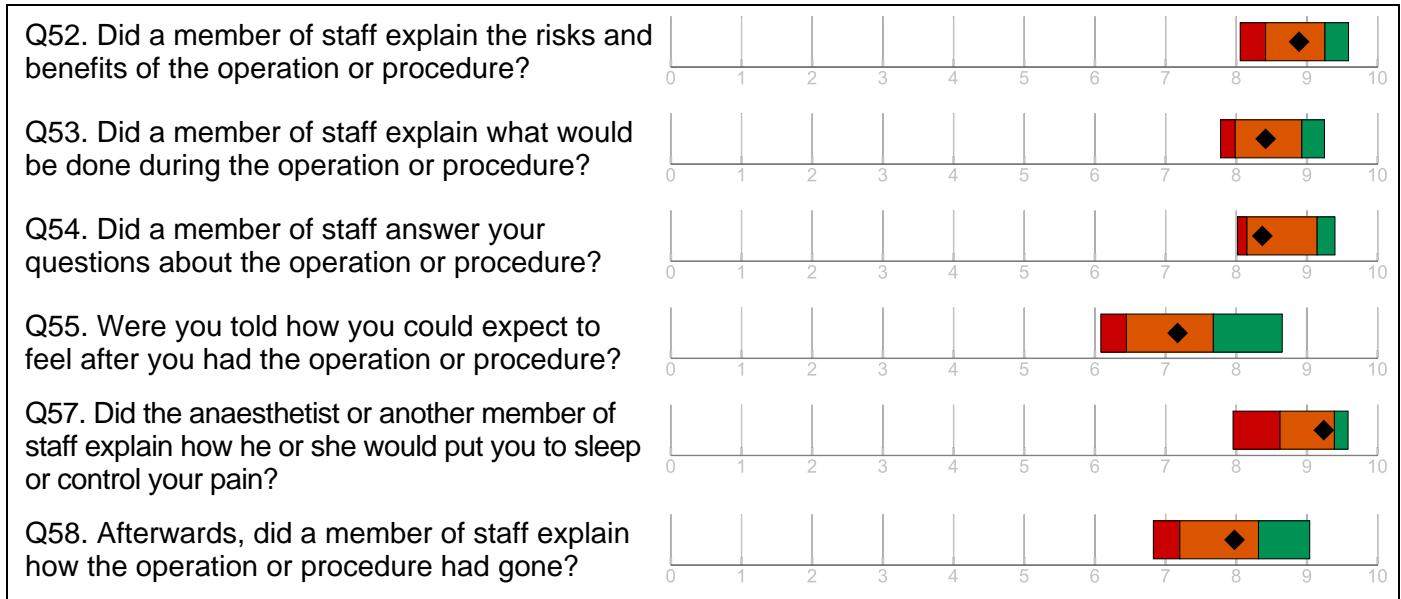 Q52. Did a member of staff explain the risks and
benefits of the operation or procedure?
0 1 2 3 4 5 6 7 8 9 10
Q53. Did a member of staff explain what would
be done during the operation or procedure?
0 1 2 3 4 5 6 7 8 9 10
Q54. Did a member of staff answer your
questions about the operation or procedure?
0 1 2 3 4 5 6 7 8 9 10
Q55. Were you told how you could expect to
feel after you had the operation or procedure?
0 1 2 3 4 5 6 7 8 9 10
Q57. Did the anaesthetist or another member of
staff explain how he or she would put you to sleep
or control your pain?
0 1 2 3 4 5 6 7 8 9 10
Q58. Afterwards, did a member of staff explain
how the operation or procedure had gone?
0 1 2 3 4 5 6 7 8 9 10